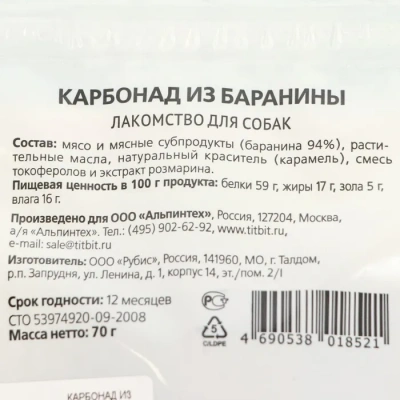 КАРБОНАД ИЗ БАРАНИНЫ
ЛАКОМСТВО ДЛЯ СОБАК
Состав: мясо и мясные субпродукты (баранина 94%), расти-
тельные масла, натуральный краситель (карамель), смесь
токоферолов и экстракт розмарина.
Пищевая ценность в 100 г продукта: белки 59 г, жиры 17 г, зола 5 г,
влага 16 г.
Произведено для ООО «Альпинтех», Россия, 127204, Москва,
а/я «Альпинтех». Тел.: (495) 902-62-92, www.titbit.ru,
e-mail: sale@titbit.ru
Изготовитель: ООО «Рубис», Россия, 141960, МО, г. Талдом,
р.п. Запрудня, ул. Ленина, д. 1, корпус 14, эт./пом. 2/I
Срок годности: 12 месяцев
СТО 53974920-09-2008
Масса нетто: 70 г
РС
5
C/LDPE
4 690538 018521
КАРБОНАД ИЗ